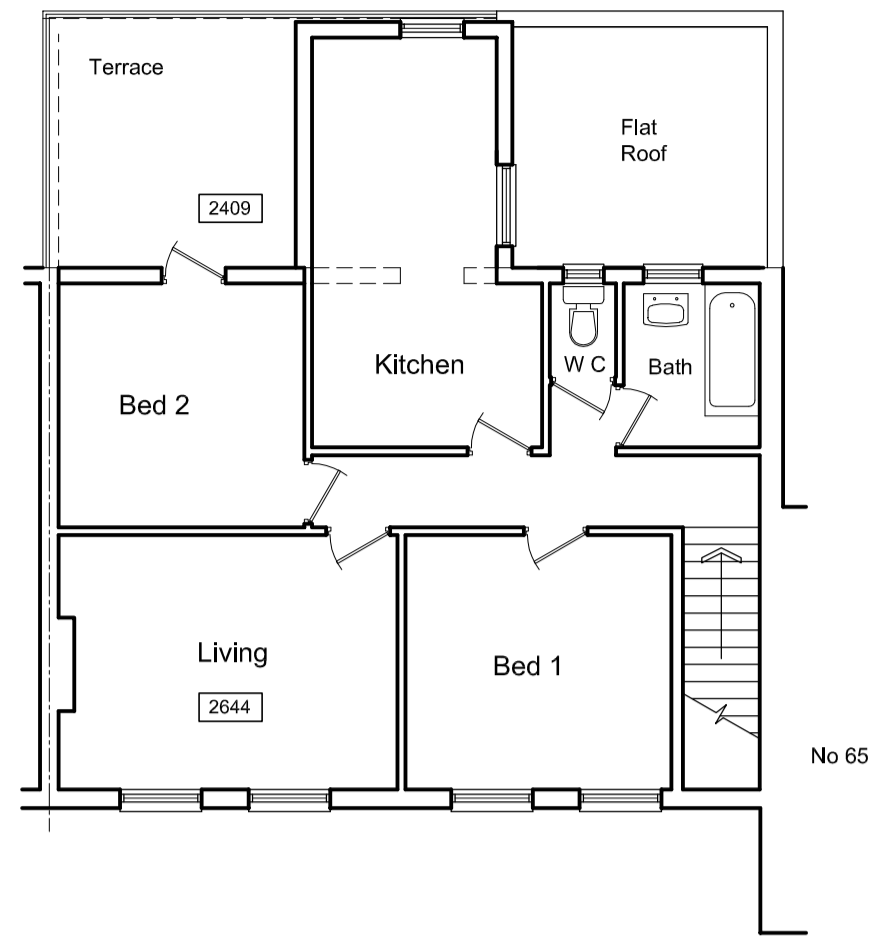 Terrace
Flat
Roof
2409
Kitchen
W C
Bath
Bed 2
Living
Bed 1
2644
No 65